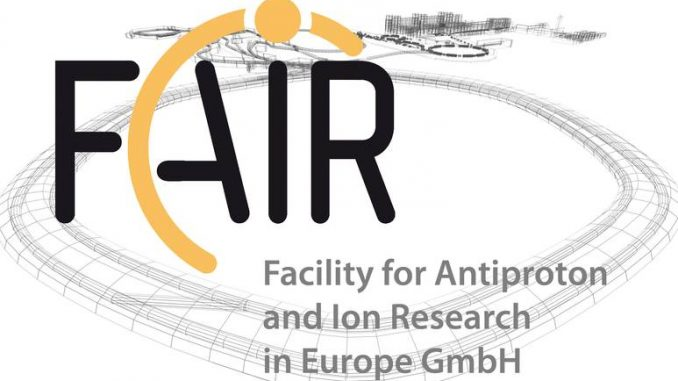 FAIR
Facility for Antiproton
and Ion Research
in Europe GmbH